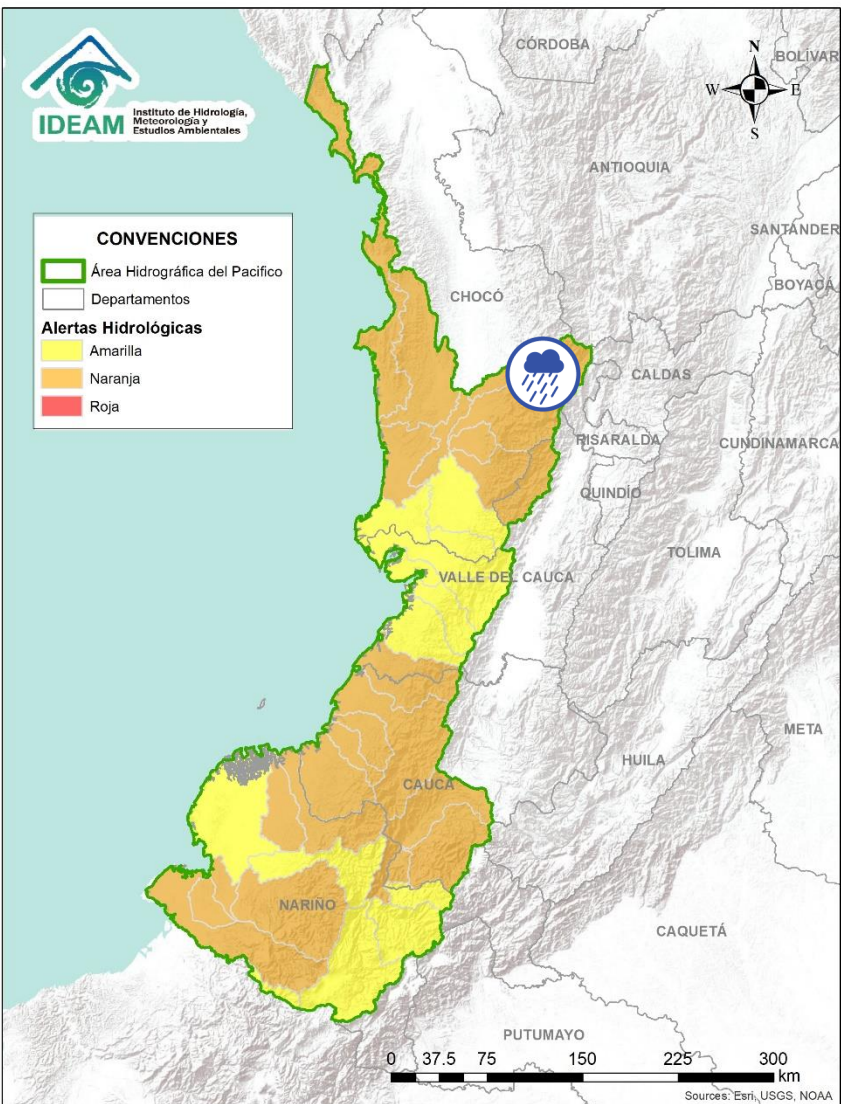 IDEAM
Instituto de Hidrología,
Meteorología y
Estudios Ambientales
CÓRDOBA
BOLÍVAR
N
W
E
S
ANTIOQUIA
SANTANDER
CONVENCIONES
Área Hidrográfica del Pacifico
Departamentos
Alertas Hidrológicas
Amarilla
Naranja
Roja
BOYACÁ
CHOCÓ
CALDAS
RISARALDA
CUNDINAMARCA
QUINDÍO
TOLIMA
VALLE DEL CAUCA
META
HUILA
CAUCA
NARIÑO
CAQUETÁ
PUTUMAYO
0 37.5 75 150 225 300
km
Sources: Esri, USGS, NOAA